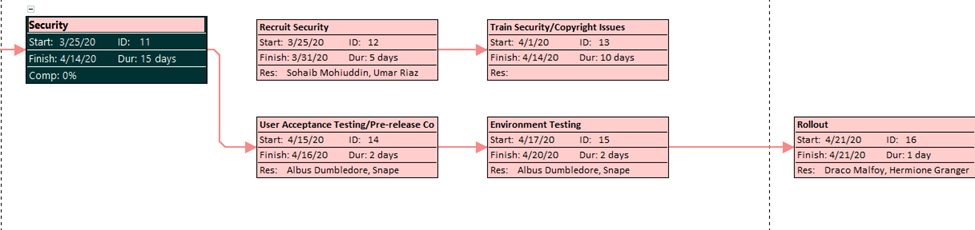 Security
Start: 3/25/20 ID: 11
Finish: 4/14/20 Dur: 15 days
Comp: 0%
Recruit Security
Start: 3/25/20 ID: 12
Finish: 3/31/20 Dur: 5 days
Res: Sohaib Mohiuddin, Umar Riaz
Train Security/Copyright Issues
Start: 4/1/20 ID: 13
Finish: 4/14/20 Dur: 10 days
Res:
User Acceptance Testing/Pre-release Co
Start: 4/15/20 ID: 14
Finish: 4/16/20 Dur: 2 days
Res: Albus Dumbledore, Snape
Environment Testing
Start: 4/17/20 ID: 15
Finish: 4/20/20 Dur: 2 days
Res: Albus Dumbledore, Snape
Rollout
Start: 4/21/20 ID: 16
Finish: 4/21/20 Dur: 1 day
Res: Draco Malfoy, Hermione Granger